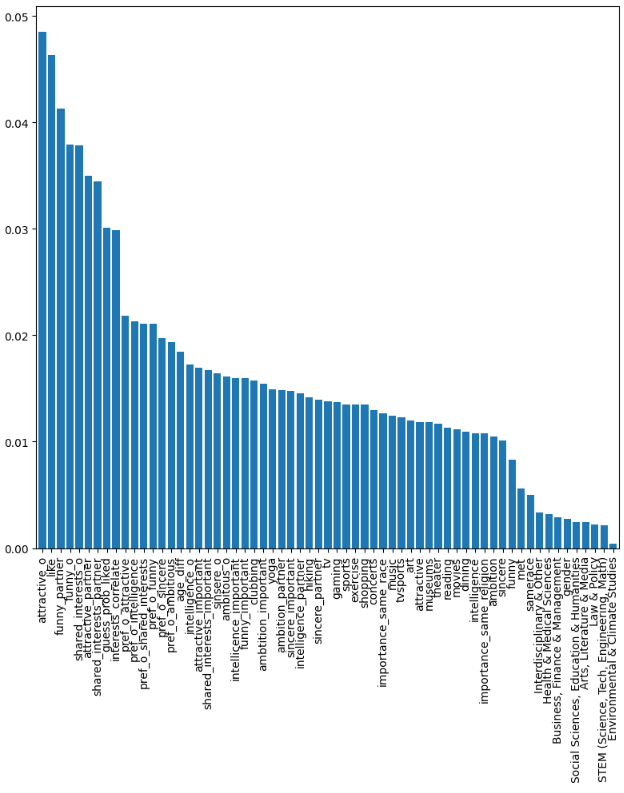 0.05
0.04
0.03
0.02
0.01
0.00
attractive_o
like
funny_partner
funny_o
shared_interests_o
attractive_partner
shared_interests_partner
guess_prob_liked
interests_correlate
pref_o_attractive
pref_o_intelligence
pref_o_shared_interests
pref_o_funny
pref_o_sincere
pref_o_ambitious
age_diff
intelligence_o
attractive_important
shared_interests_important
sinsere_o
ambitous_o
intellicence_important
funny_important
clubbing
ambtition_important
yoga
ambition_partner
sincere_important
intelligence_partner
hiking
sincere_partner
tv
gaming
sports
exercise
shopping
concerts
importance_same_race
music
tvsports
art
attractive
museums
theater
reading
movies
dining
intelligence
importance_same_religion
ambition
sincere
funny
met
samerace
Interdisciplinary & Other
Health & Medical Sciences
Business, Finance & Management
gender
Social Sciences, Education & Humanities
Arts, Literature & Media
Law & Policy
STEM (Science, Tech, Engineering, Math)
Environmental & Climate Studies